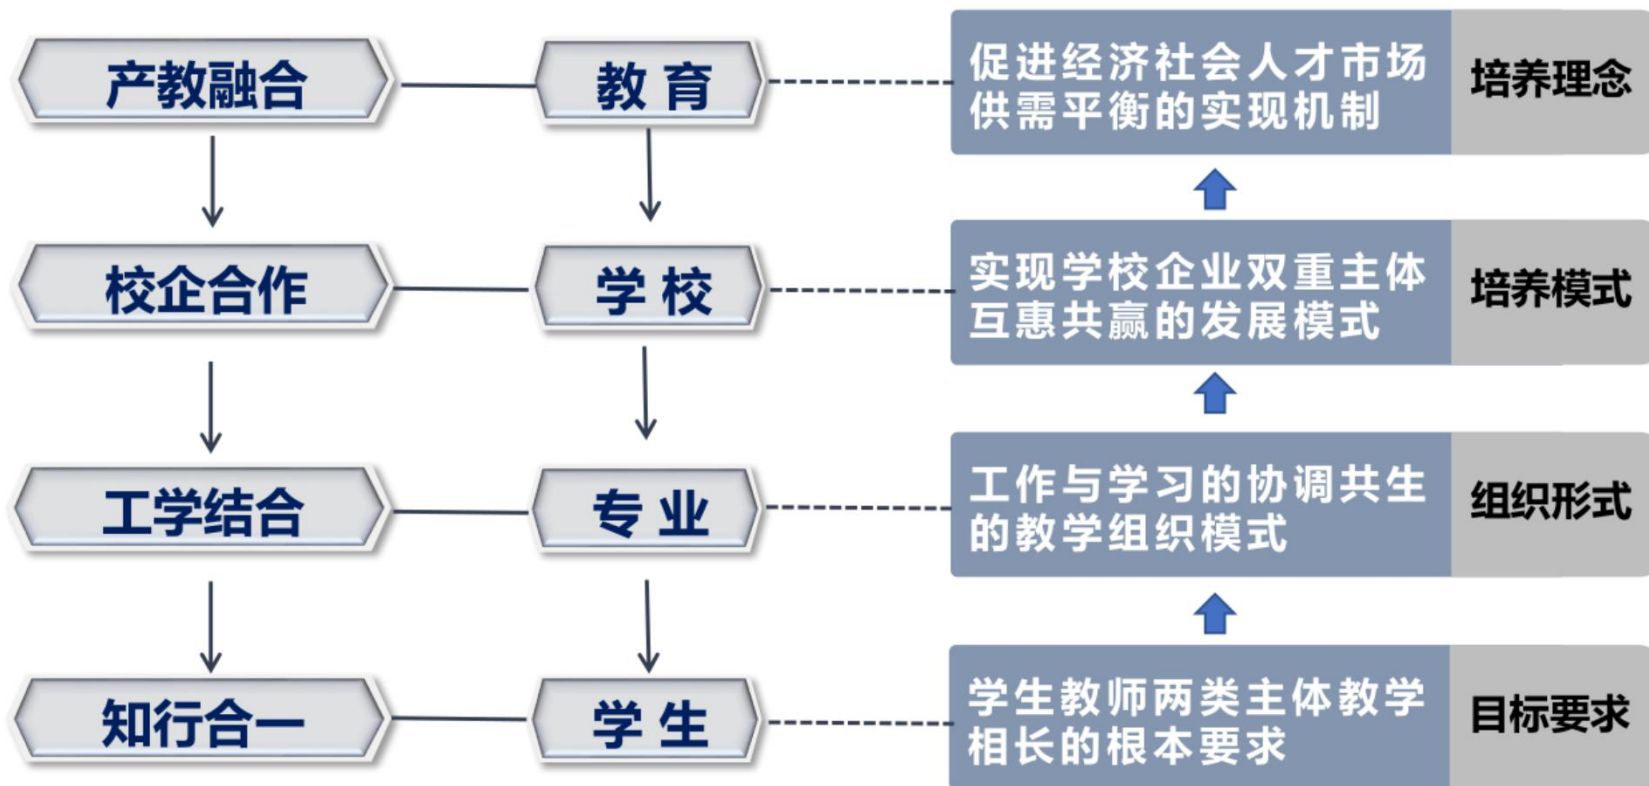 产教融合
教育
促进经济社会人才市场
供需平衡的实现机制
培养理念
校企合作
学校
实现学校企业双重主体
互惠共赢的发展模式
培养模式
工学结合
专业
工作与学习的协调共生
的教学组织模式
组织形式
知行合一
学生
学生教师两类主体教学
相长的根本要求
目标要求